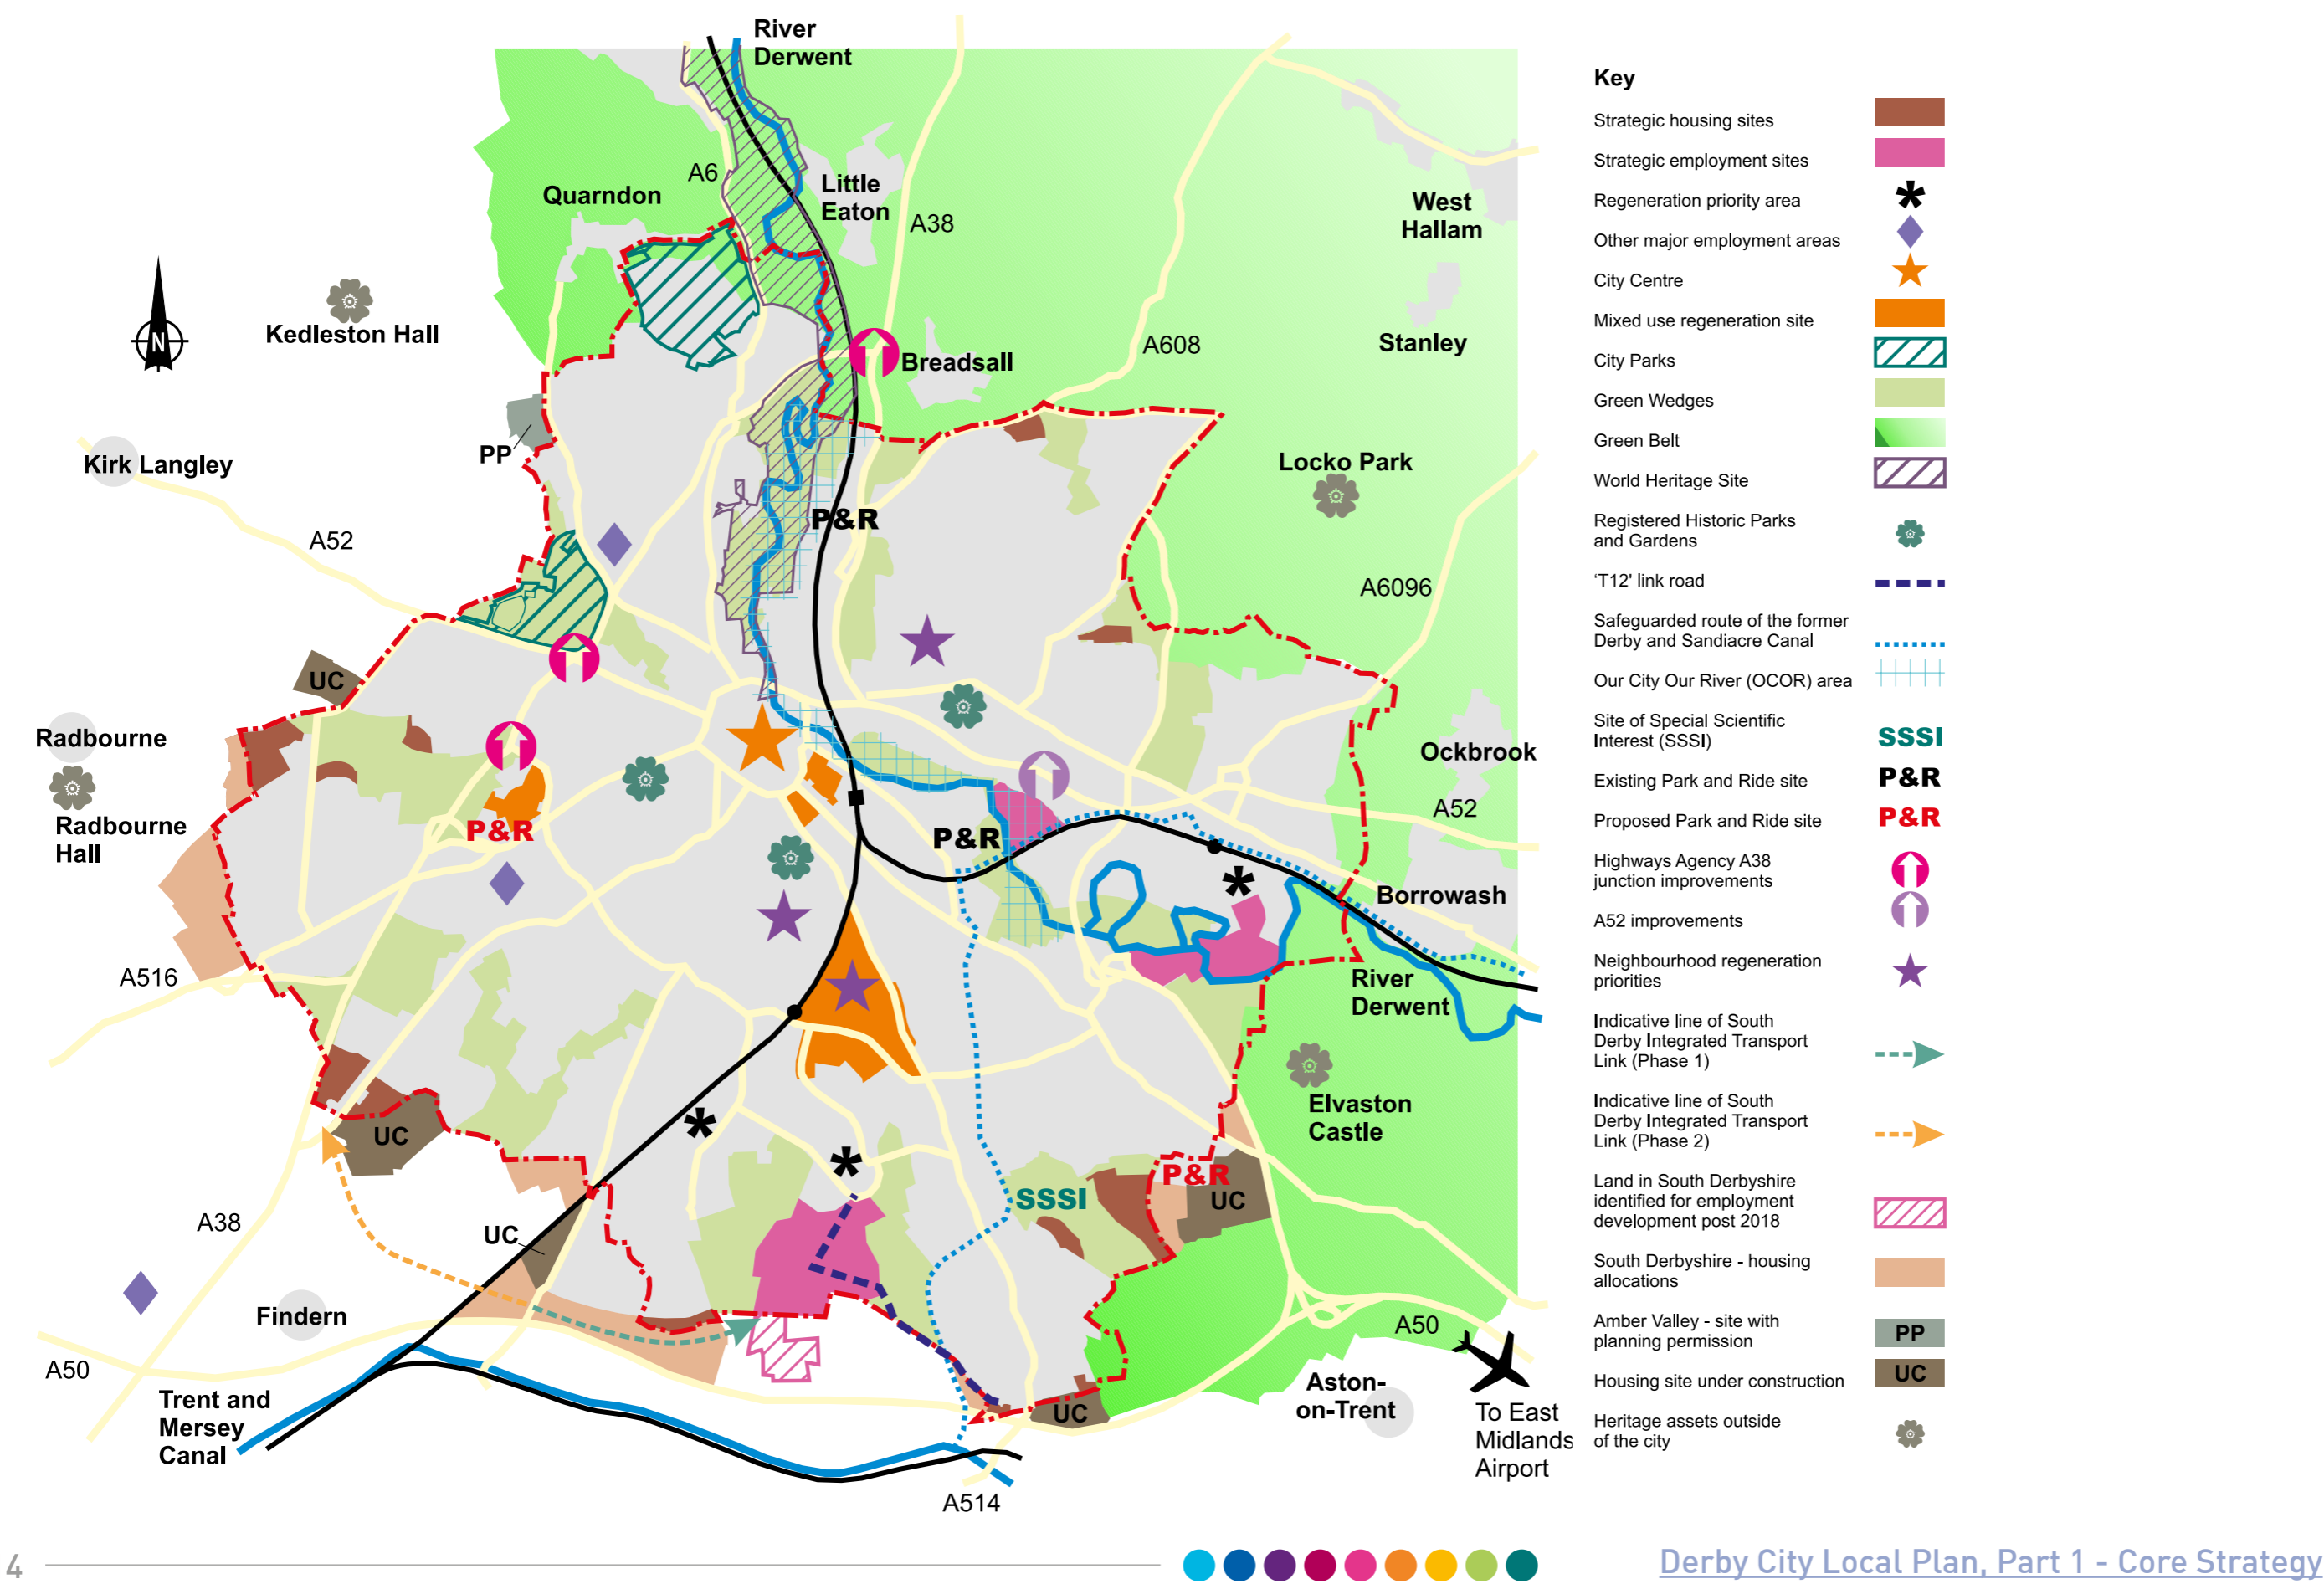 River
Derwent
A6
Quarndon
Little
Eaton
A38
West
Hallam
N
Kedleston Hall
Breadsall
A608
Stanley
PP
Kirk Langley
Locko Park
P&R
A52
A6096
UC
Radbourne
Ockbrook
Radbourne
Hall
P&R
P&R
A52
Borrowash
A516
River
Derwent
Elvaston
Castle
UC
P&R
SSSI
UC
A38
UC
Findern
A50
A50
Trent and
Mersey
Canal
UC
Aston-
on-Trent
To East
Midlands
Airport
A514
Key
Strategic housing sites
Strategic employment sites
Regeneration priority area
Other major employment areas
City Centre
Mixed use regeneration site
City Parks
Green Wedges
Green Belt
World Heritage Site
Registered Historic Parks
and Gardens
‘T12' link road
Safeguarded route of the former
Derby and Sandiacre Canal
Our City Our River (OCOR) area
Site of Special Scientific
Interest (SSSI)
SSSI
Existing Park and Ride site
P&R
Proposed Park and Ride site
P&R
Highways Agency A38
junction improvements
A52 improvements
Neighbourhood regeneration
priorities
Indicative line of South
Derby Integrated Transport
Link (Phase 1)
Indicative line of South
Derby Integrated Transport
Link (Phase 2)
Land in South Derbyshire
identified for employment
development post 2018
South Derbyshire - housing
allocations
Amber Valley - site with
planning permission
PP
Housing site under construction
UC
Heritage assets outside
of the city
4
Derby City Local Plan, Part 1 - Core Strategy